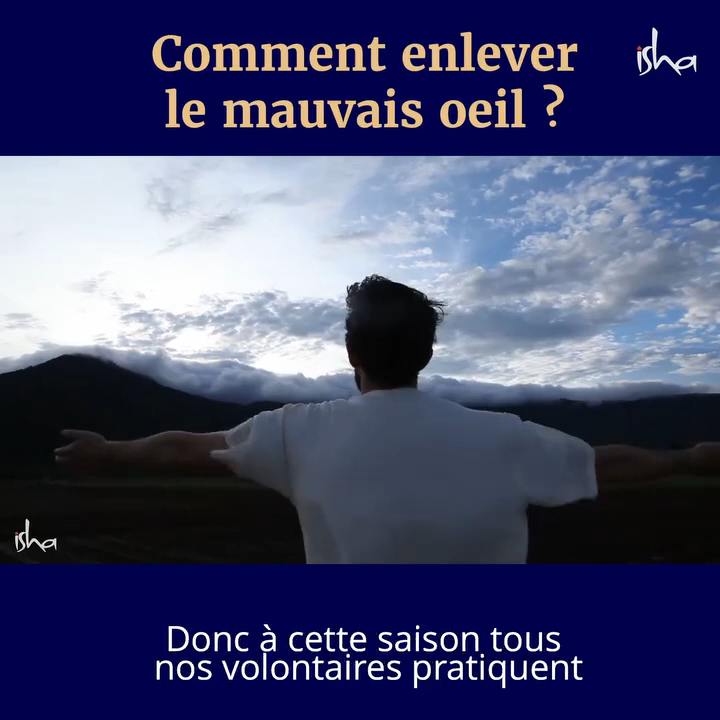 Comment enlever
le mauvais oeil ?
isha
isha
Donc à cette saison tous
nos volontaires pratiquent